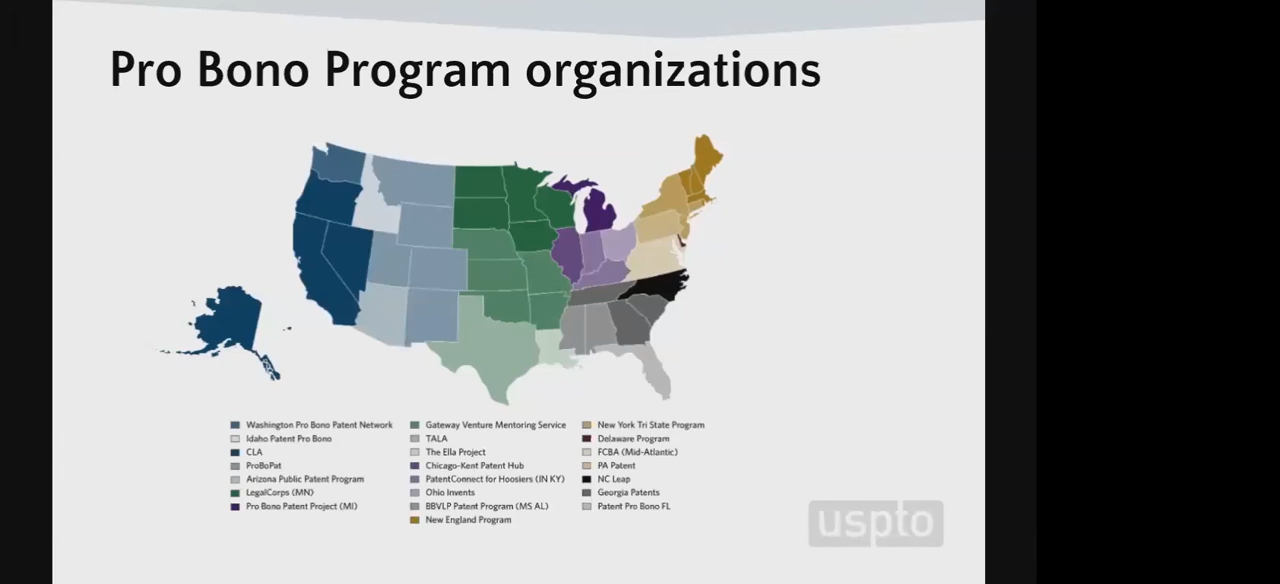 Pro Bono Program organizations
Washington Pro Bono Patent Network
Idaho Patent Pro Bono
CLA
ProBoPat
Arizona Public Patent Program
LegalCorps (MN)
Pro Bono Patent Project (MI)
Gateway Venture Mentoring Service
TALA
The Ella Project
Chicago-Kent Patent Hub
PatentConnect for Hoosiers (IN KY)
Ohio Invents
BBVLP Patent Program (MS AL)
New England Program
New York Tri State Program
Delaware Program
FCBA (Mid-Atlantic)
PA Patent
NC Leap
Georgia Patents
Patent Pro Bono FL
uspto